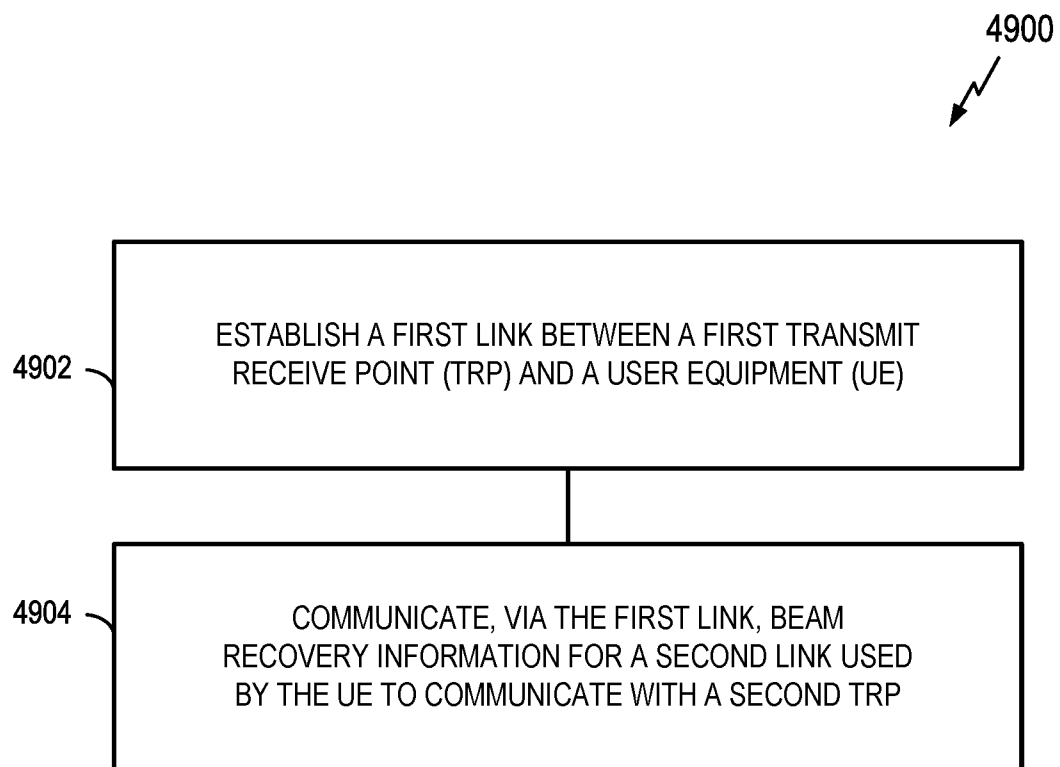 4900
4902
ESTABLISH A FIRST LINK BETWEEN A FIRST TRANSMIT
RECEIVE POINT (TRP) AND A USER EQUIPMENT (UE)
4904
COMMUNICATE, VIA THE FIRST LINK, BEAM
RECOVERY INFORMATION FOR A SECOND LINK USED
BY THE UE TO COMMUNICATE WITH A SECOND TRP